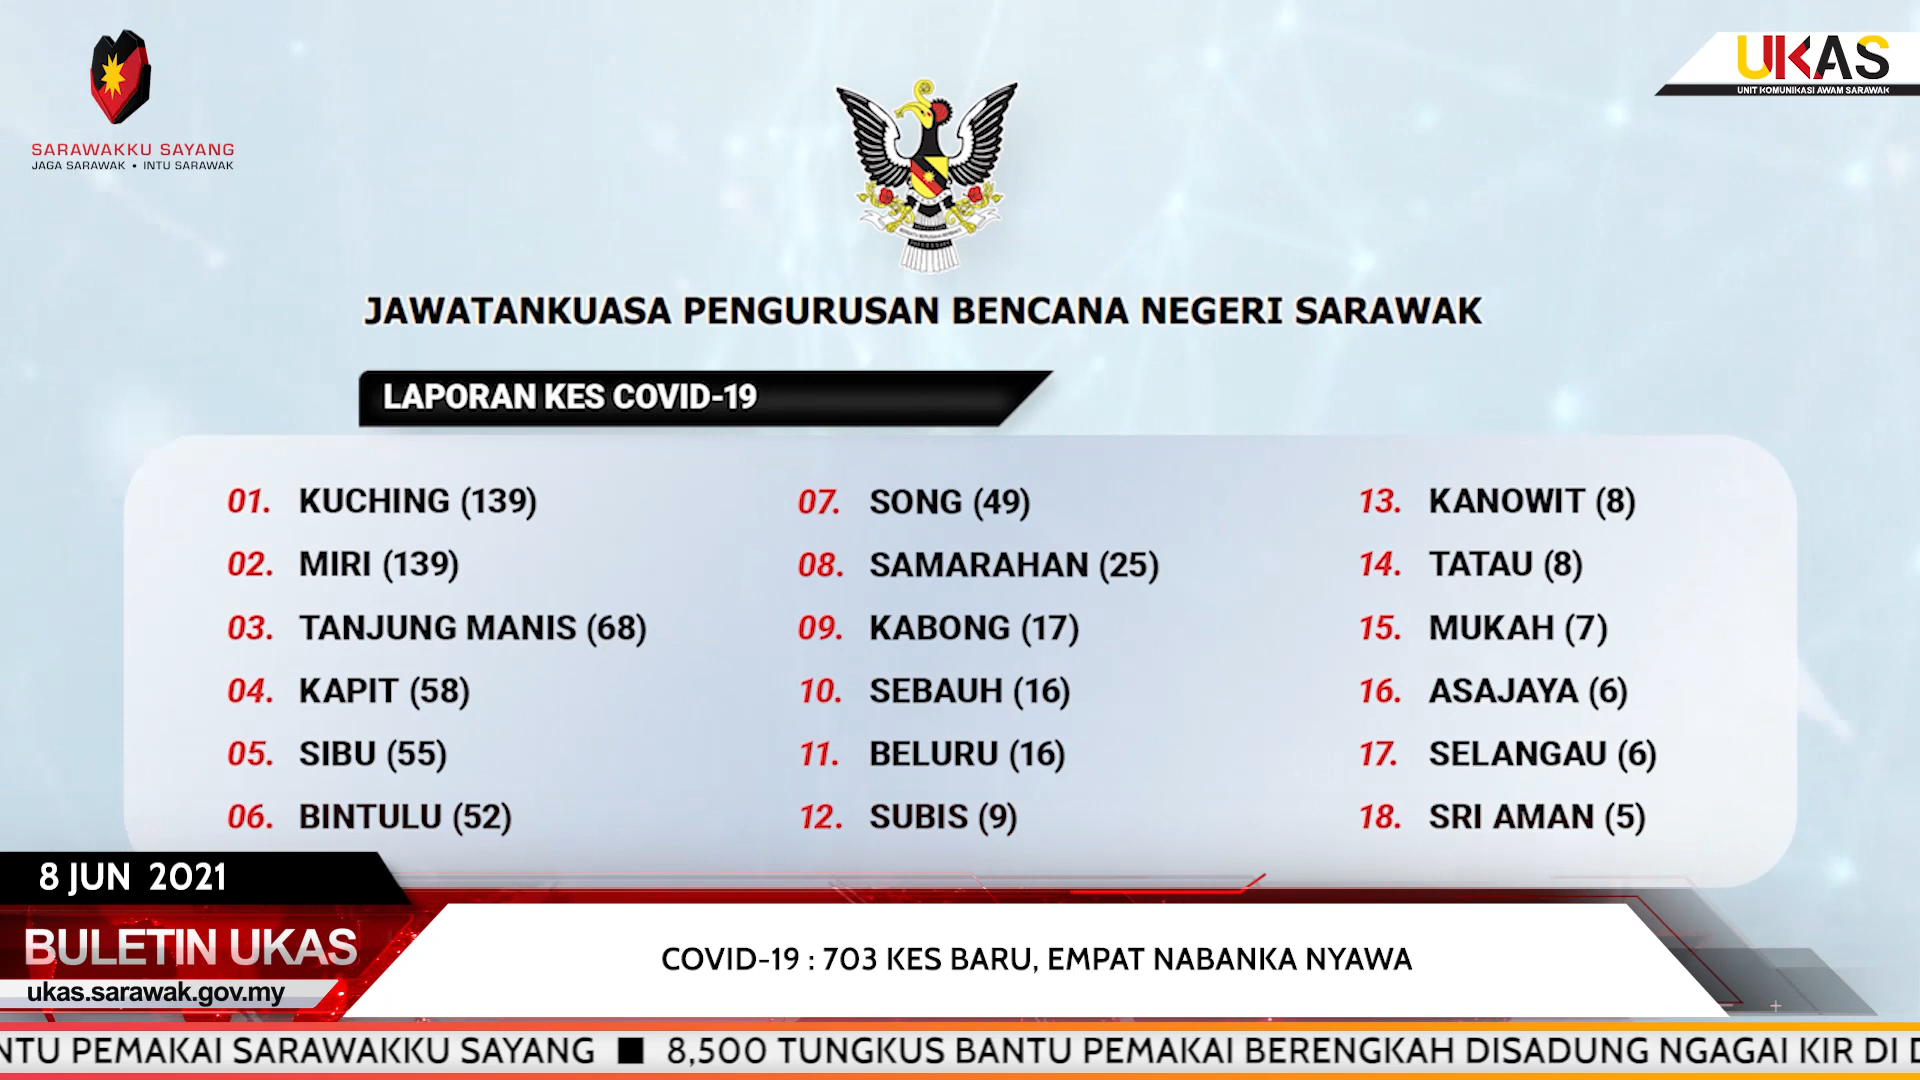 SARAWAKKU SAYANG
JAGA SARAWAK • INTU SARAWAK
UKAS
UNIT KOMUNIKASI AWAM SARAWAK
JAWATANKUASA PENGURUSAN BENCANA NEGERI SARAWAK
LAPORAN KES COVID-19
01. KUCHING (139)
02. MIRI (139)
03. TANJUNG MANIS (68)
04. KAPIT (58)
05. SIBU (55)
06. BINTULU (52)
07. SONG (49)
08. SAMARAHAN (25)
09. KABONG (17)
10. SEBAUH (16)
11. BELURU (16)
12. SUBIS (9)
13. KANOWIT (8)
14. TATAU (8)
15. MUKAH (7)
16. ASAJAYA (6)
17. SELANGAU (6)
18. SRI AMAN (5)
8 JUN 2021
BULETIN UKAS
ukas.sarawak.gov.my
COVID-19 : 703 KES BARU, EMPAT NABANKA NYAWA
NTU PEMAKAI SARAWAKKU SAYANG ■ 8,500 TUNGKUS BANTU PEMAKAI BERENGKAH DISADUNG NGAGAI KIR DI D